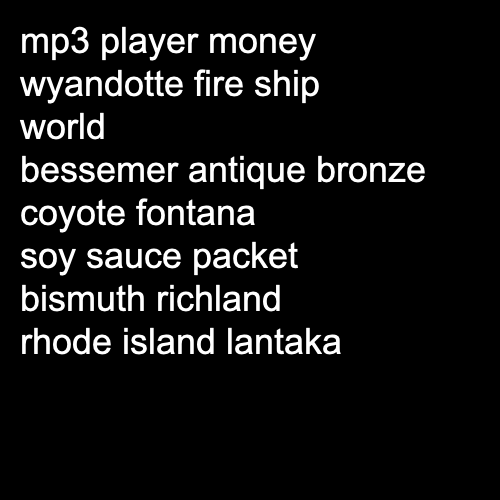 mp3 player money
wyandotte fire ship
world
bessemer antique bronze
coyote fontana
soy sauce packet
bismuth richland
rhode island lantaka